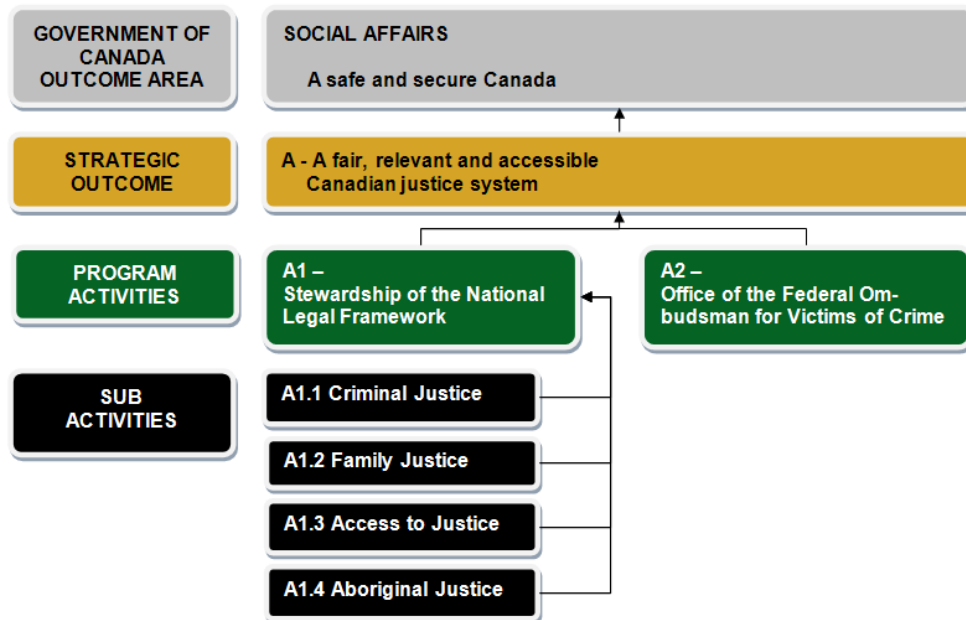 GOVERNMENT OF
CANADA
OUTCOME AREA
SOCIAL AFFAIRS
A safe and secure Canada
STRATEGIC
OUTCOME
A - A fair, relevant and accessible
Canadian justice system
PROGRAM
ACTIVITIES
A1 –
Stewardship of the National
Legal Framework
A2 –
Office of the Federal Om-
budsman for Victims of Crime
SUB
ACTIVITIES
A1.1 Criminal Justice
A1.2 Family Justice
A1.3 Access to Justice
A1.4 Aboriginal Justice